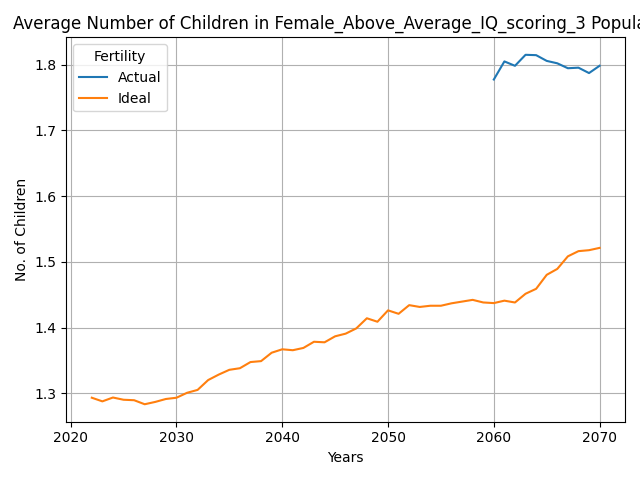 Average Number of Children in Female_Above_Average_IQ_scoring_3 Popula
Fertility
Actual
Ideal
No. of Children
1.8
1.7
1.6
1.5
1.4
1.3
2020 2030 2040 2050 2060 2070
Years